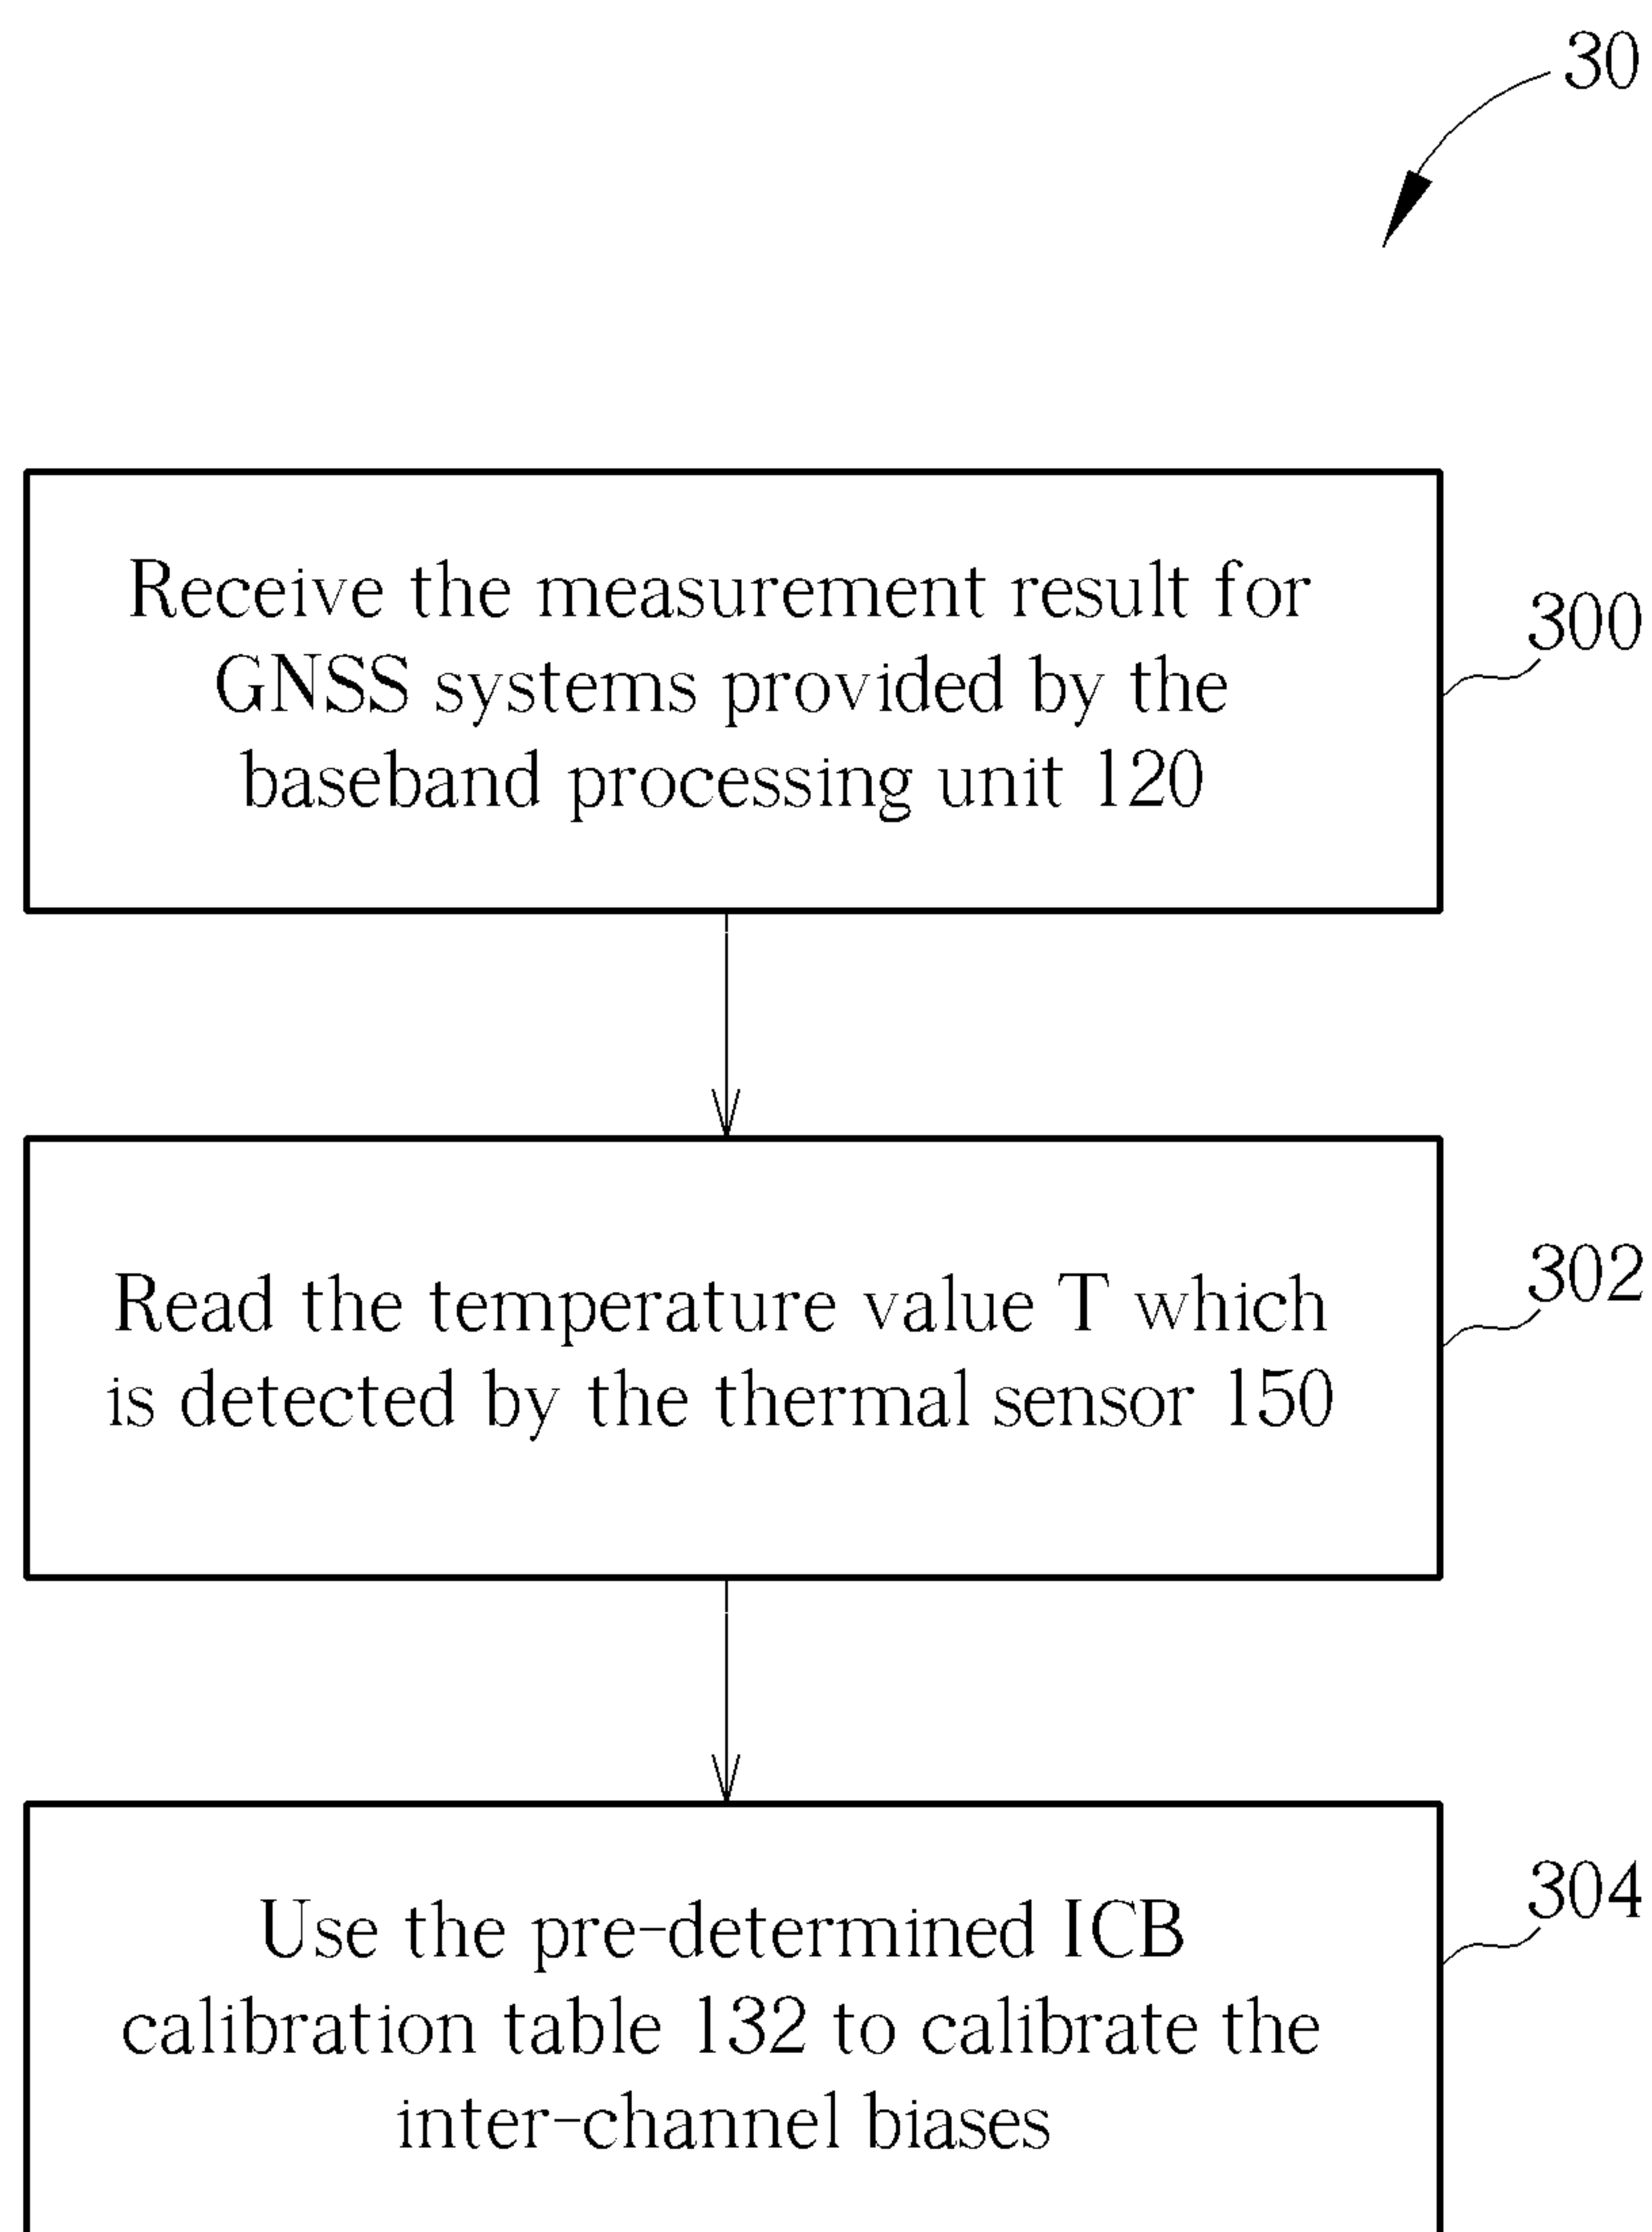 30
Receive the measurement result for
GNSS systems provided by the
baseband processing unit 120
300
Read the temperature value T which
is detected by the thermal sensor 150
302
Use the pre-determined ICB
calibration table 132 to calibrate the
inter-channel biases
304